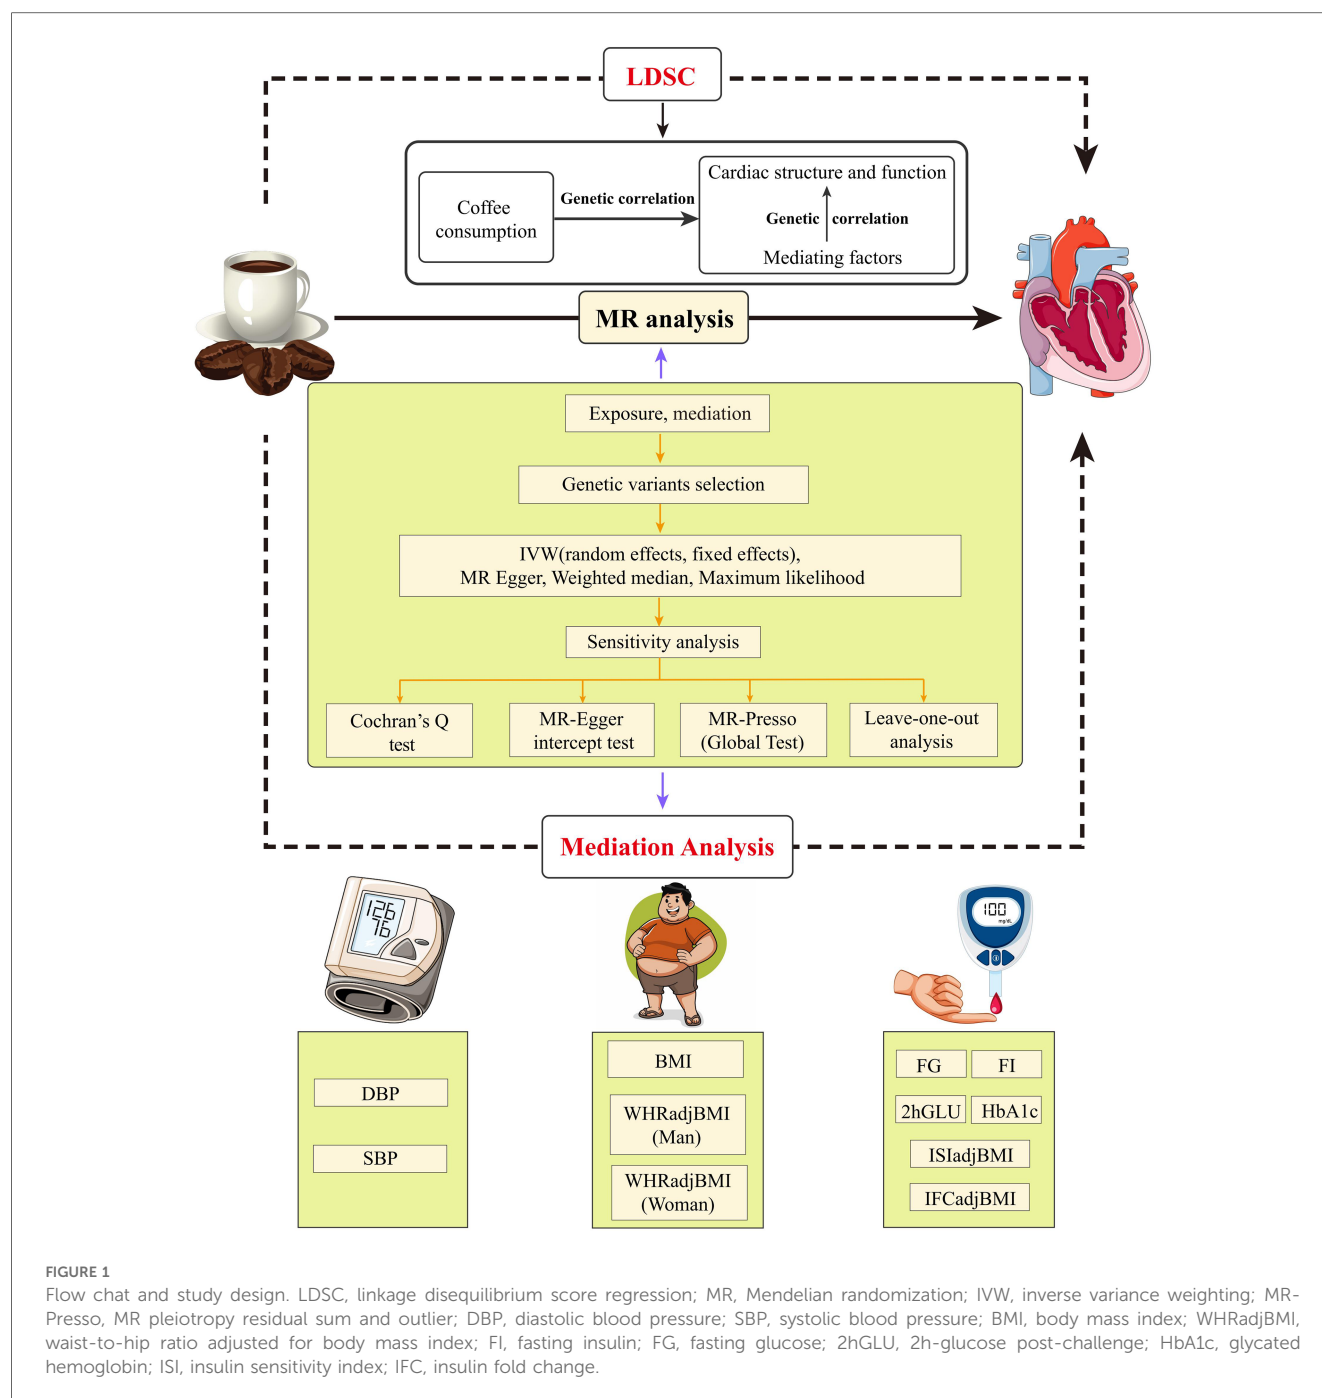 LDSC
Coffee
consumption
Genetic correlation
Cardiac structure and function
Genetic correlation
Mediating factors
MR analysis
Exposure, mediation
Genetic variants selection
IVW(random effects, fixed effects),
MR Egger, Weighted median, Maximum likelihood
Sensitivity analysis
Cochran's Q
test
MR-Egger
intercept test
MR-Presso
(Global Test)
Leave-one-out
analysis
Mediation Analysis
126
76
100
mg/dL
DBP
SBP
BMI
WHRadjBMI
(Man)
WHRadjBMI
(Woman)
FG
FI
2hGLU
HbA1c
ISIadjBMI
IFCadjBMI
FIGURE 1
Flow chat and study design. LDSC, linkage disequilibrium score regression; MR, Mendelian randomization; IVW, inverse variance weighting; MR-
Presso, MR pleiotropy residual sum and outlier; DBP, diastolic blood pressure; SBP, systolic blood pressure; BMI, body mass index; WHRadjBMI,
waist-to-hip ratio adjusted for body mass index; FI, fasting insulin; FG, fasting glucose; 2hGLU, 2h-glucose post-challenge; HbA1c, glycated
hemoglobin; ISI, insulin sensitivity index; IFC, insulin fold change.